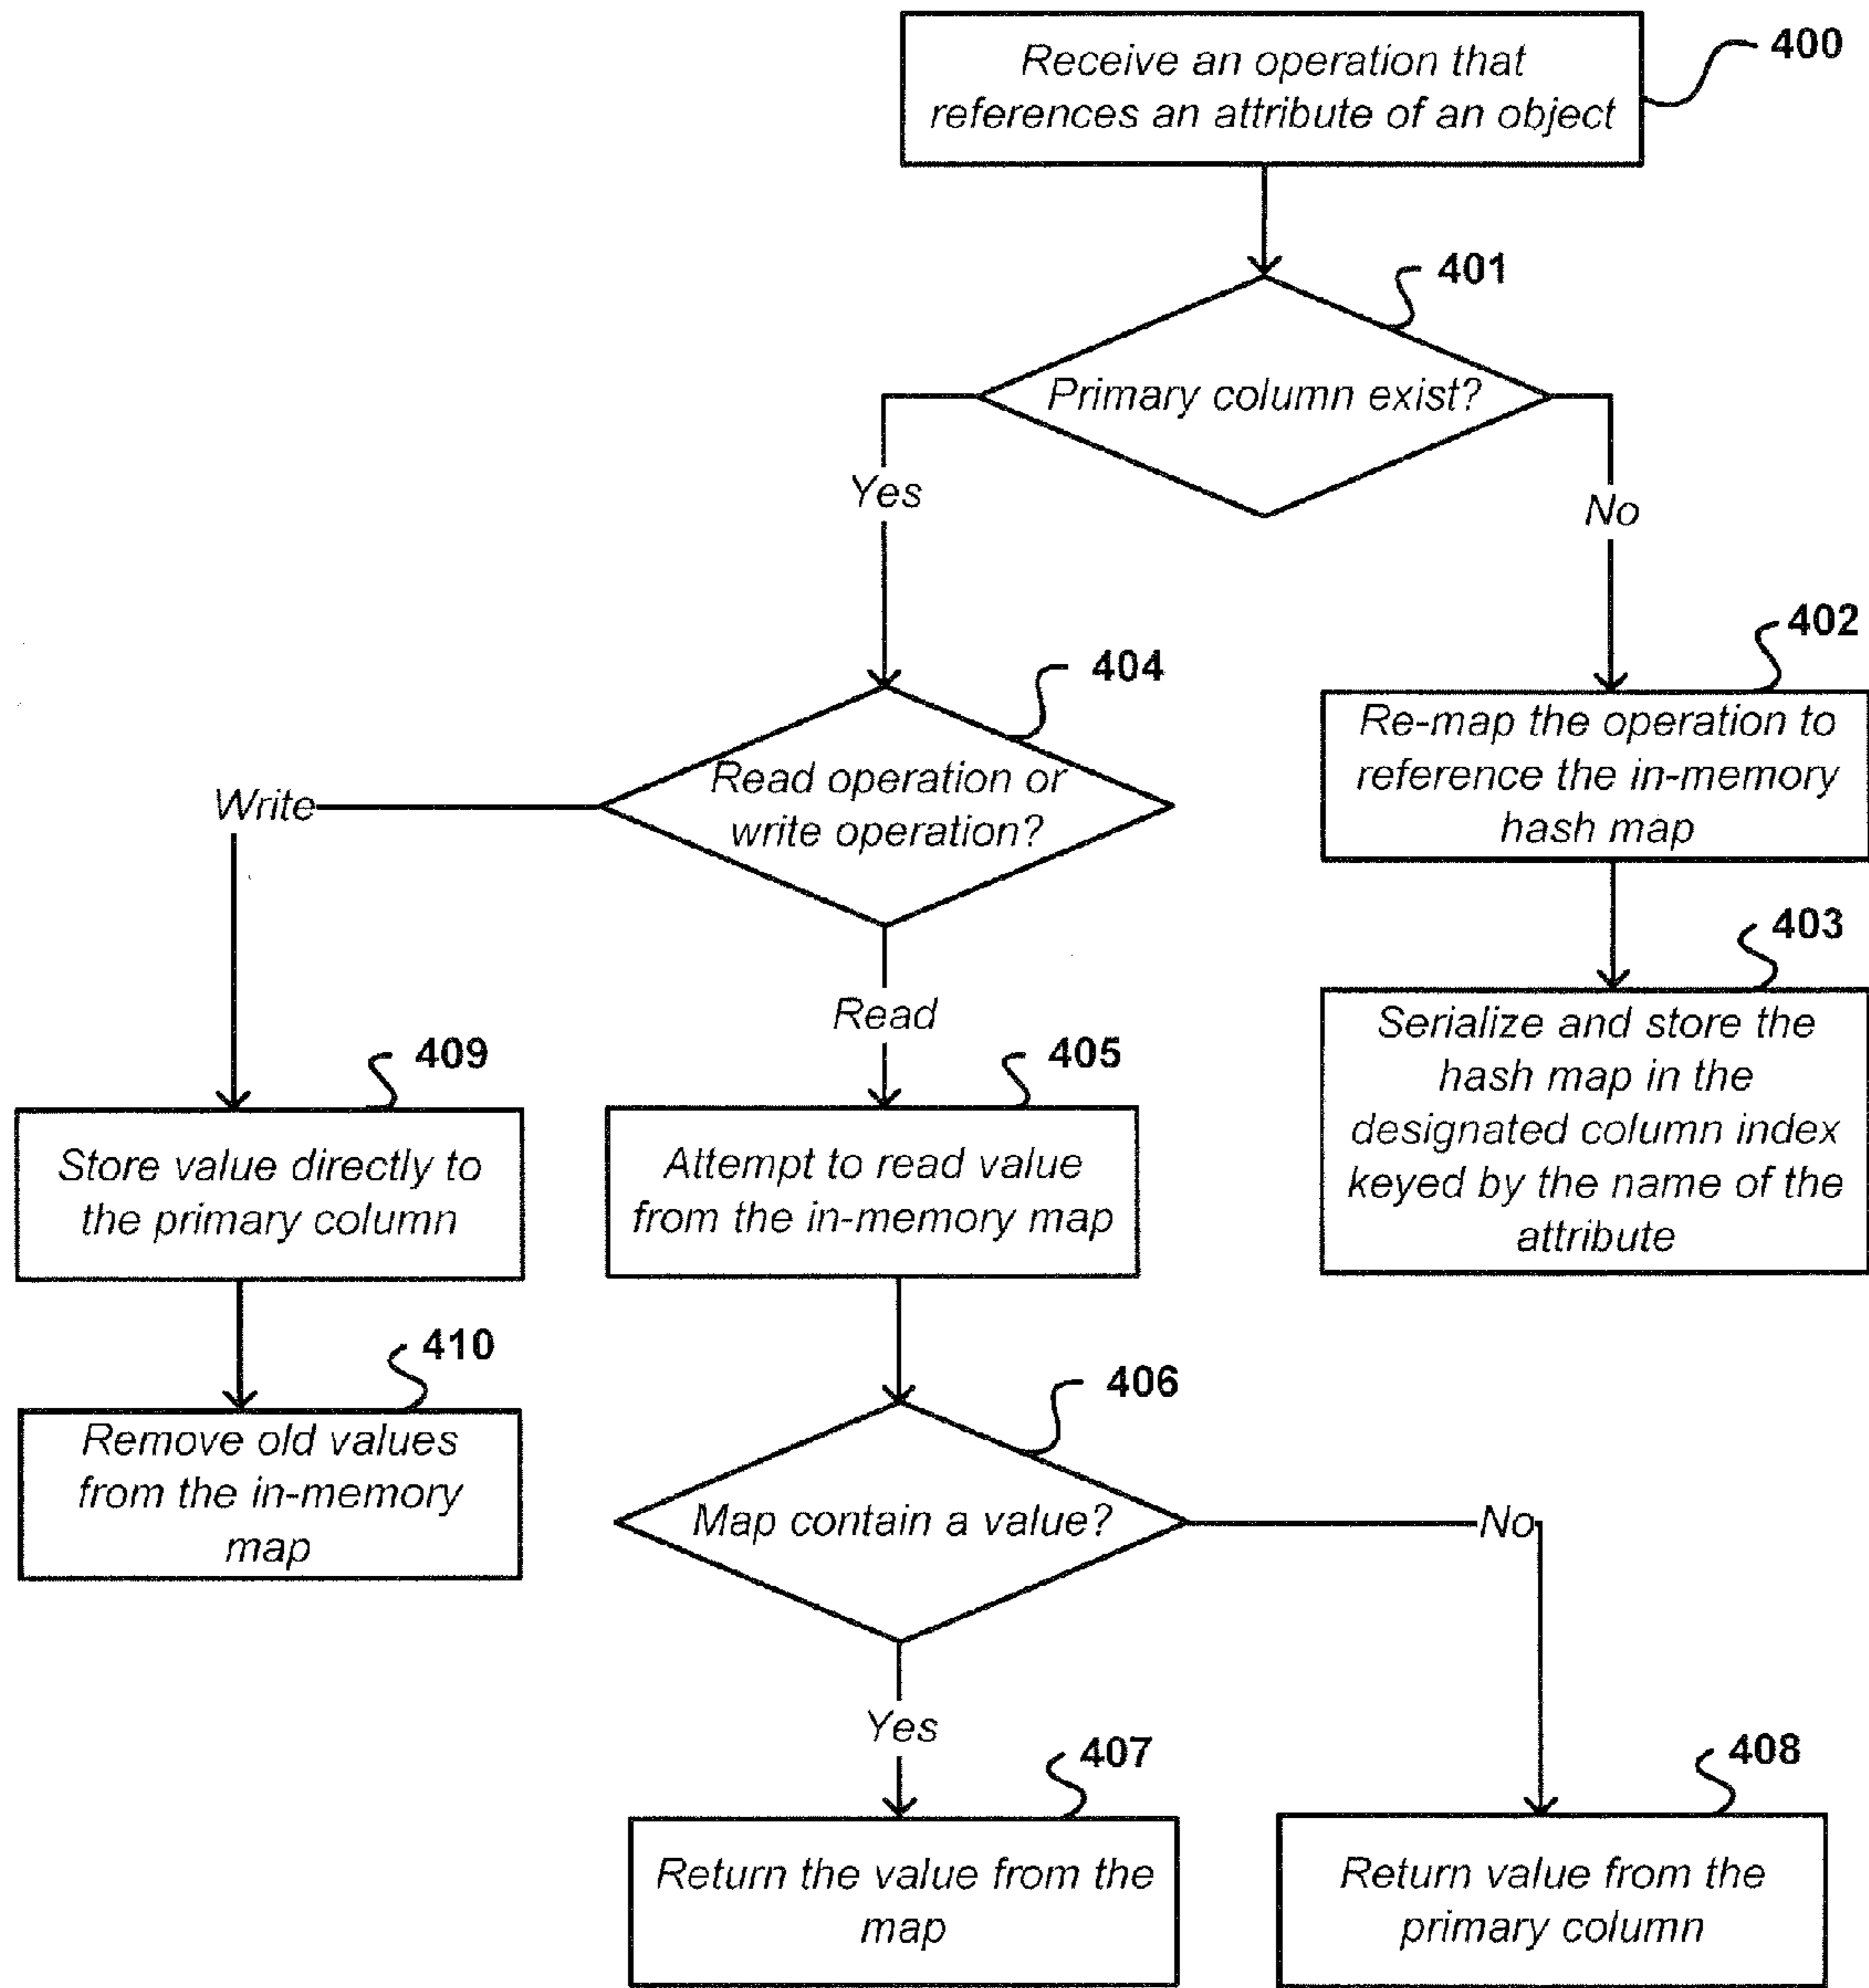 Receive an operation that
references an attribute of an object
400
401
Primary column exist?
Yes
No
402
Re-map the operation to
reference the in-memory
hash map
404
Read operation or
write operation?
Write
Read
403
Serialize and store the
hash map in the
designated column index
keyed by the name of the
attribute
409
Store value directly to
the primary column
405
Attempt to read value
from the in-memory map
410
Remove old values
from the in-memory
map
406
Map contain a value?
No
Yes
407
Return the value from the
map
408
Return value from the
primary column